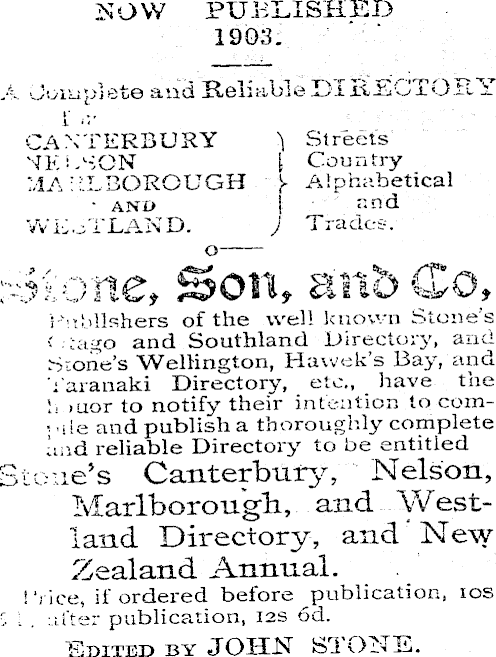 NOW PUBLISHED
1903.
A Complete and Reliable DIRECTORY
for
CANTERBURY } Streets
NELSON Country
MARLBOROUGH Alphabetical
AND and
WESTLAND. Trades.
Stone, Son, and Co,
Publishers of the well known Stone's
Otago and Southland Directory, and
Stone's Wellington, Hawek's Bay, and
Taranaki Directory, etc., have the
honor to notify their intention to com-
pile and publish a thoroughly complete
and reliable Directory to be entitled
Stone's Canterbury, Nelson,
Marlborough, and West-
land Directory, and New
Zealand Annual.
Price, if ordered before publication, 10s
after publication, 12s 6d.
EDITED BY JOHN STONE.